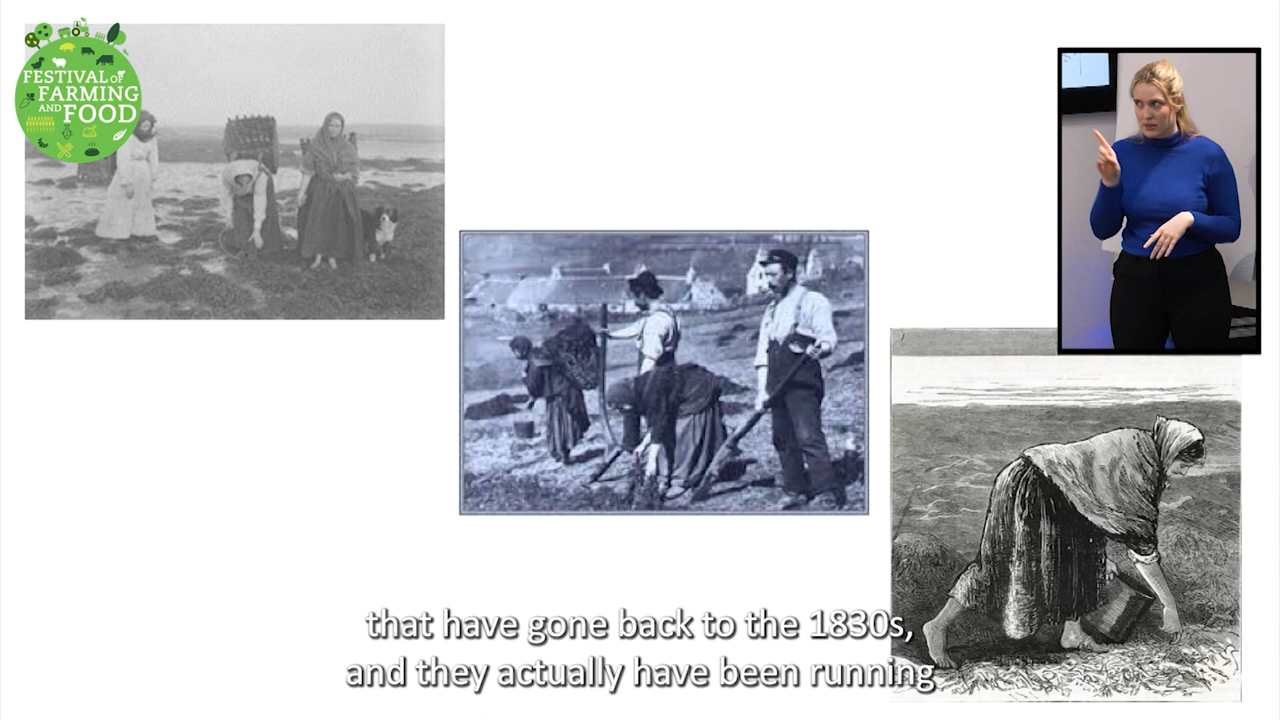 FESTIVAL OF
FARMING
AND FOOD
that have gone back to the 1830s,
and they actually have been running